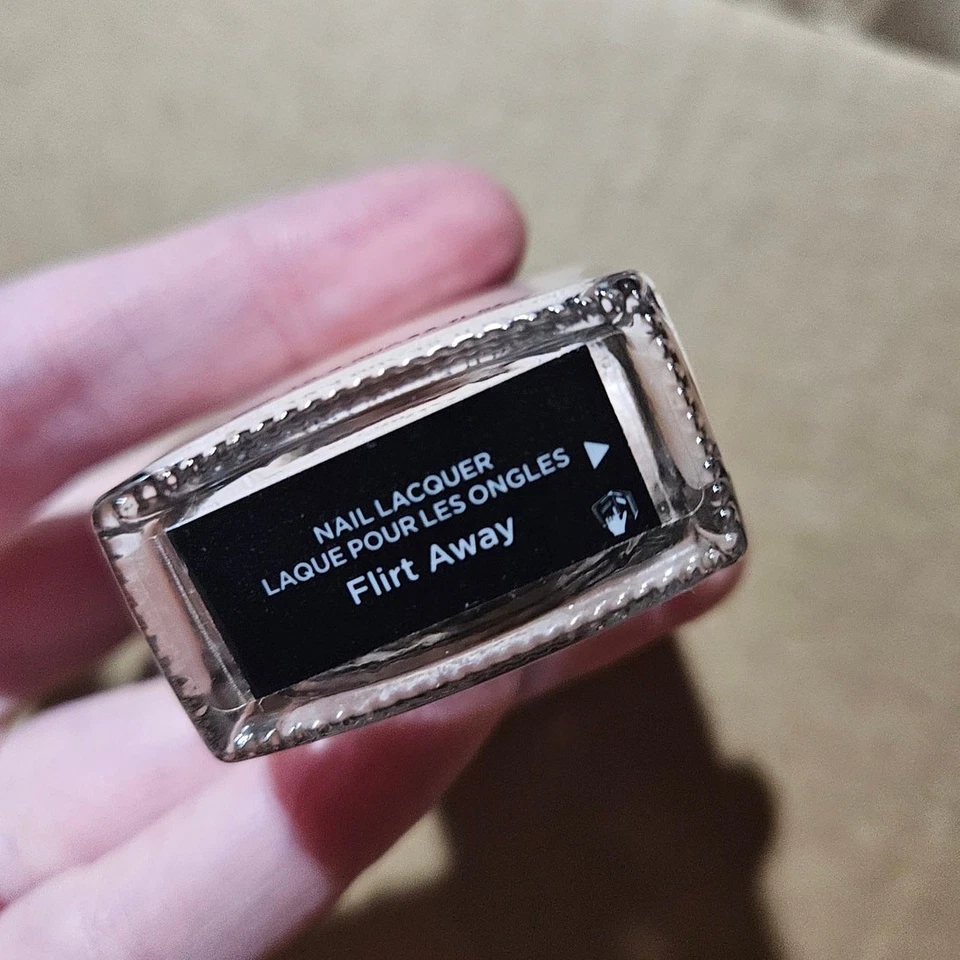 NAIL LACQUER
LAQUE POUR LES ONGLES
Flirt Away